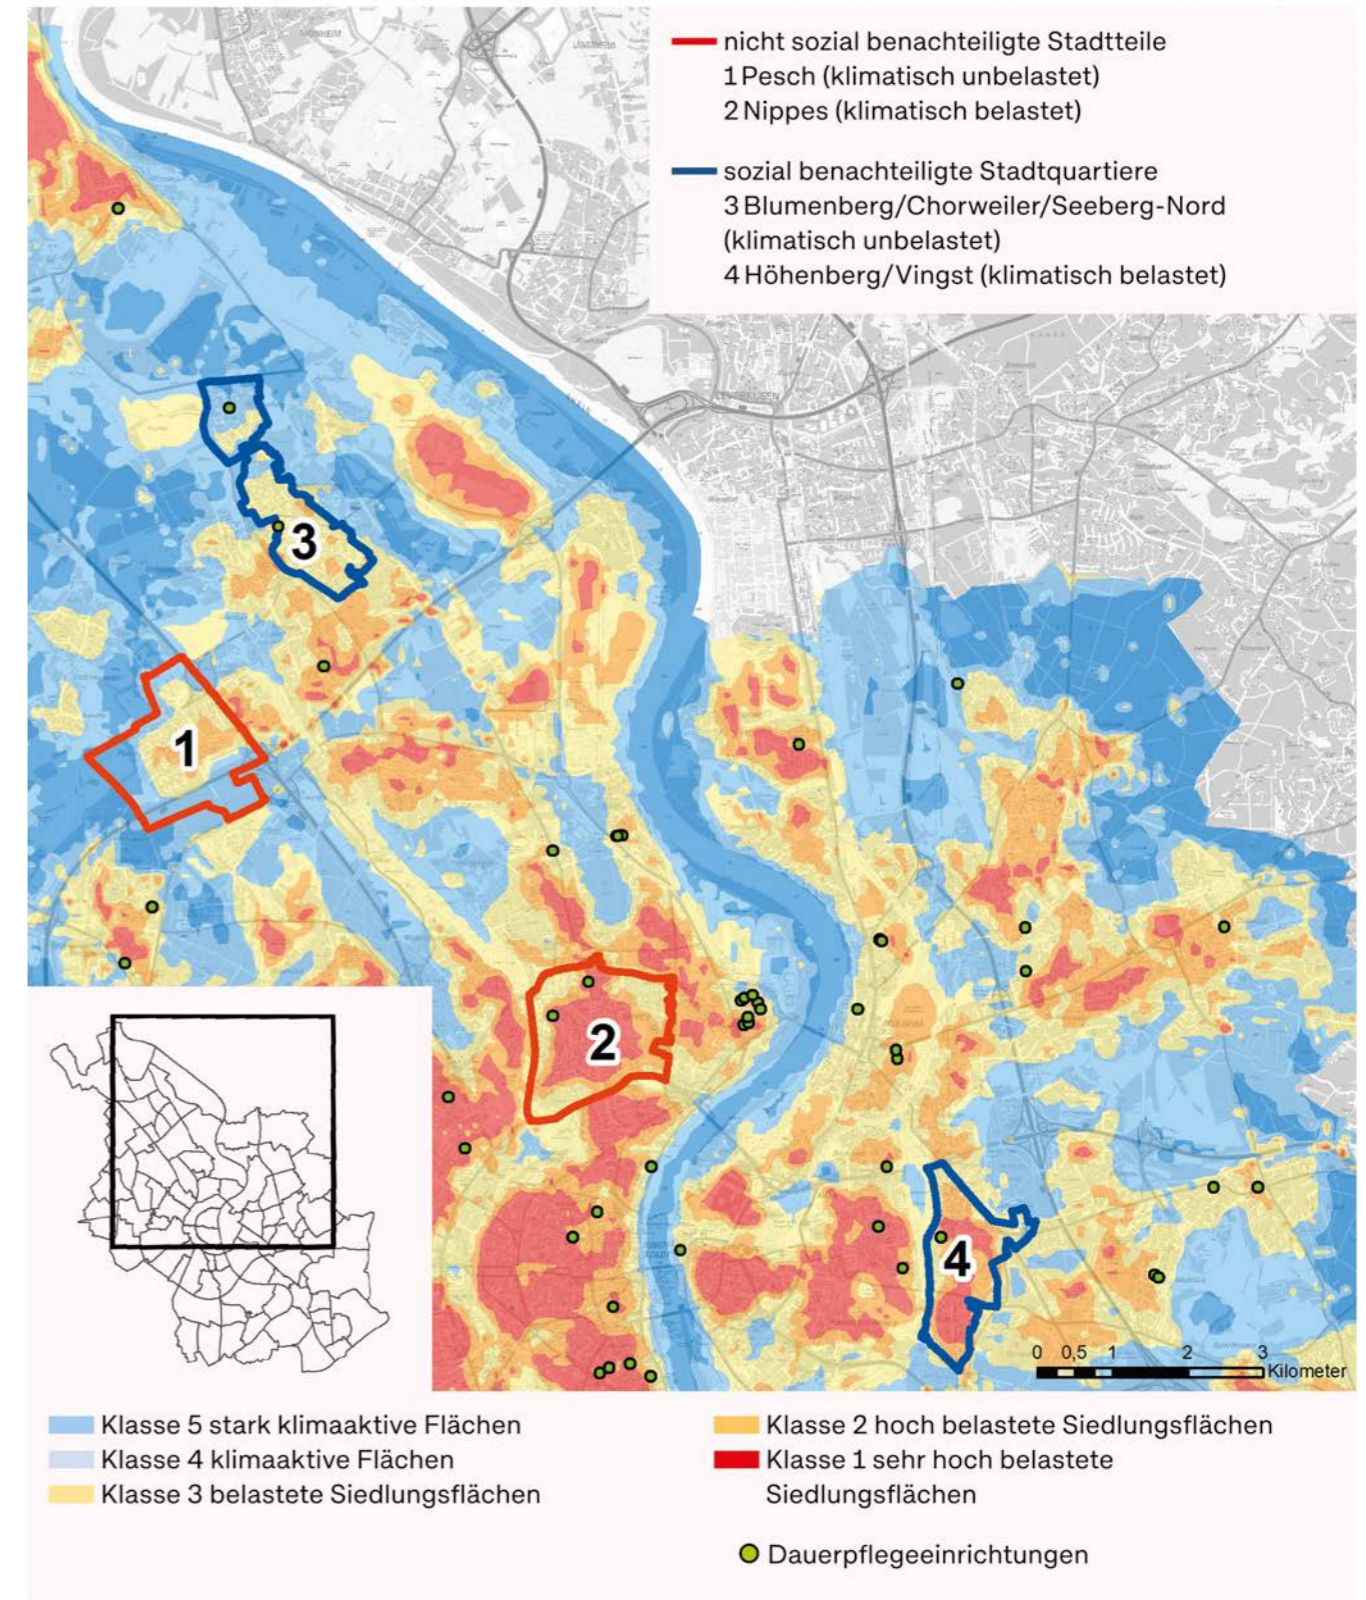 nicht sozial benachteiligte Stadtteile
1 Pesch (klimatisch unbelastet)
2 Nippes (klimatisch belastet)
sozial benachteiligte Stadtquartiere
3 Blumenberg/Chorweiler/Seeberg-Nord
(klimatisch unbelastet)
4 Höhenberg/Vingst (klimatisch belastet)
LEVERKUSEN
3
1
2
4
0 0,5 1 2 3
Kilometer
Klasse 5 stark klimaaktive Flächen
Klasse 4 klimaaktive Flächen
Klasse 3 belastete Siedlungsflächen
Klasse 2 hoch belastete Siedlungsflächen
Klasse 1 sehr hoch belastete
Siedlungsflächen
Dauerpflegeeinrichtungen